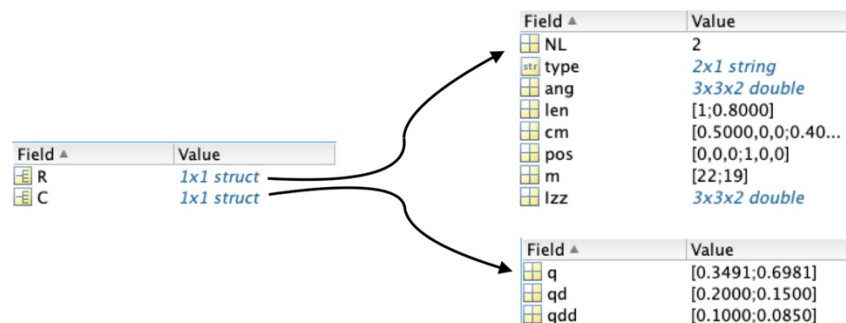 Field Value
R 1x1 struct
C 1x1 struct
Field Value
NL 2
str type 2x1 string
ang 3x3x2 double
len [1;0.8000]
cm [0.5000,0,0;0.40...
pos [0,0,0;1,0,0]
m [22;19]
Izz 3x3x2 double
Field Value
q [0.3491;0.6981]
qd [0.2000;0.1500]
qdd [0.1000;0.0850]